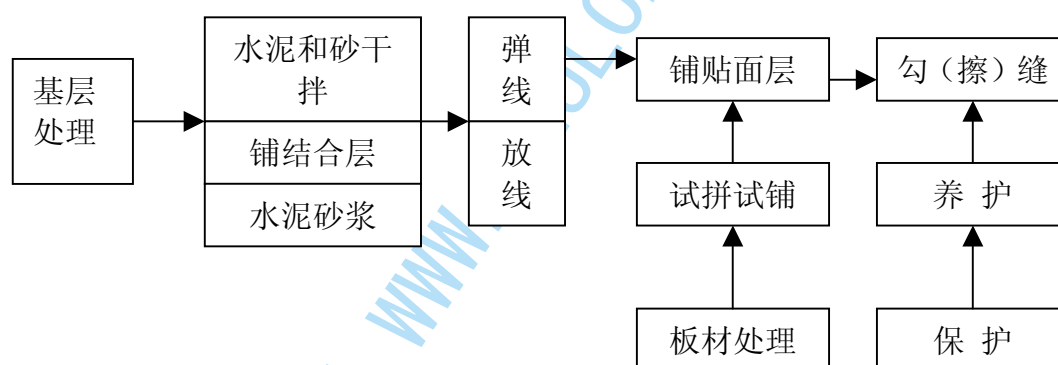 基层
处理
水泥和砂干
拌
铺结合层
水泥砂浆
弹
线
放
线
铺贴面层
试拼试铺
板材处理
勾（擦）缝
养 护
保 护